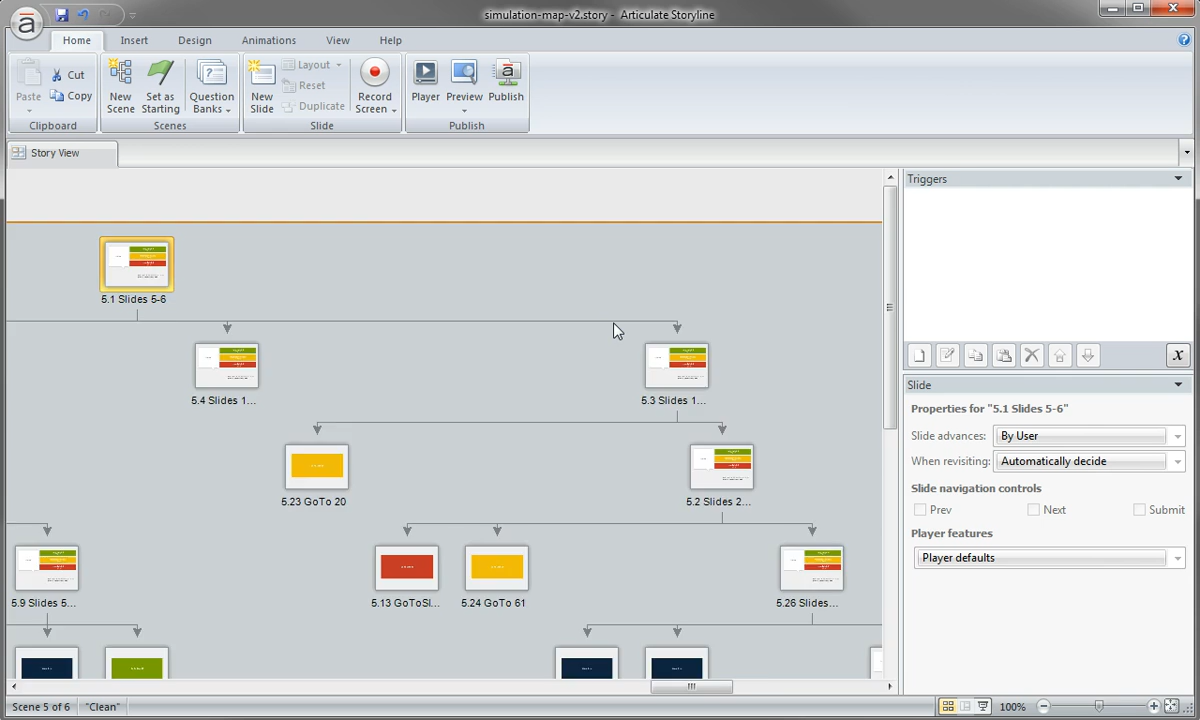 simulation-map-v2.story - Articulate Storyline
Home Insert Design Animations View Help
Paste Cut Copy
Clipboard
New Scene Set as Starting Question Banks
Scenes
New Slide Layout Reset Duplicate Record Screen
Slide
Player Preview Publish
Publish
Story View
5.1 Slides 5-6
5.4 Slides 1...
5.3 Slides 1...
5.23 GoTo 20
5.2 Slides 2...
5.9 Slides 5...
5.13 GoToSl...
5.24 GoTo 61
5.26 Slides...
Triggers
x
Slide
Properties for "5.1 Slides 5-6"
Slide advances: By User
When revisiting: Automatically decide
Slide navigation controls
Prev Next Submit
Player features
Player defaults
Scene 5 of 6 "Clean" 100%